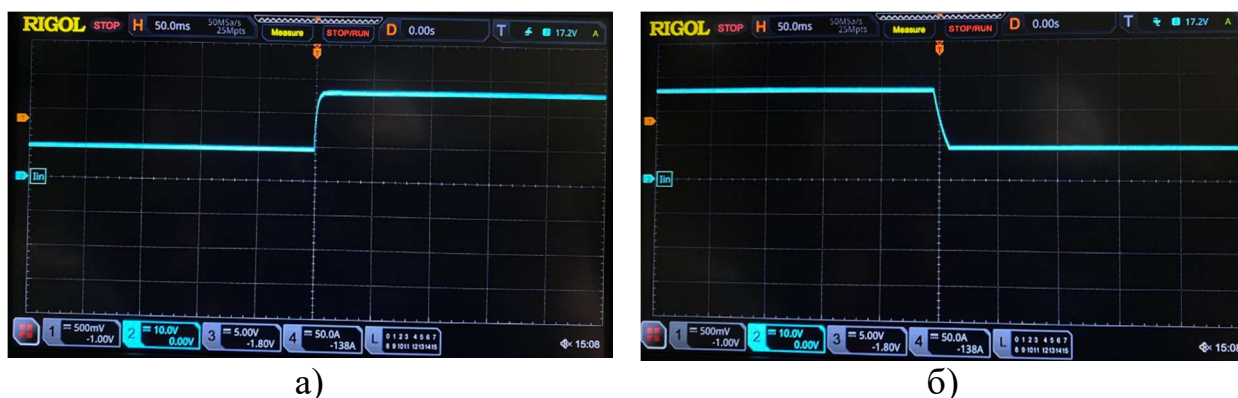 RIGOL STOP H 50.0ms 50MSa/s 25Mpts Measure STOP/RUN D 0.00s T 2 17.2V A
T
T
2 Iin
1 500mV -1.00V 2 10.0V 0.00V 3 5.00V -1.80V 4 50.0A -138A L 0 1 2 3 4 5 6 7 8 9 10 11 12 13 14 15 15:08
а)
RIGOL STOP H 50.0ms 50MSa/s 25Mpts Measure STOP/RUN D 0.00s T 2 17.2V A
T
T
2 Iin
1 500mV -1.00V 2 10.0V 0.00V 3 5.00V -1.80V 4 50.0A -138A L 0 1 2 3 4 5 6 7 8 9 10 11 12 13 14 15 15:08
б)